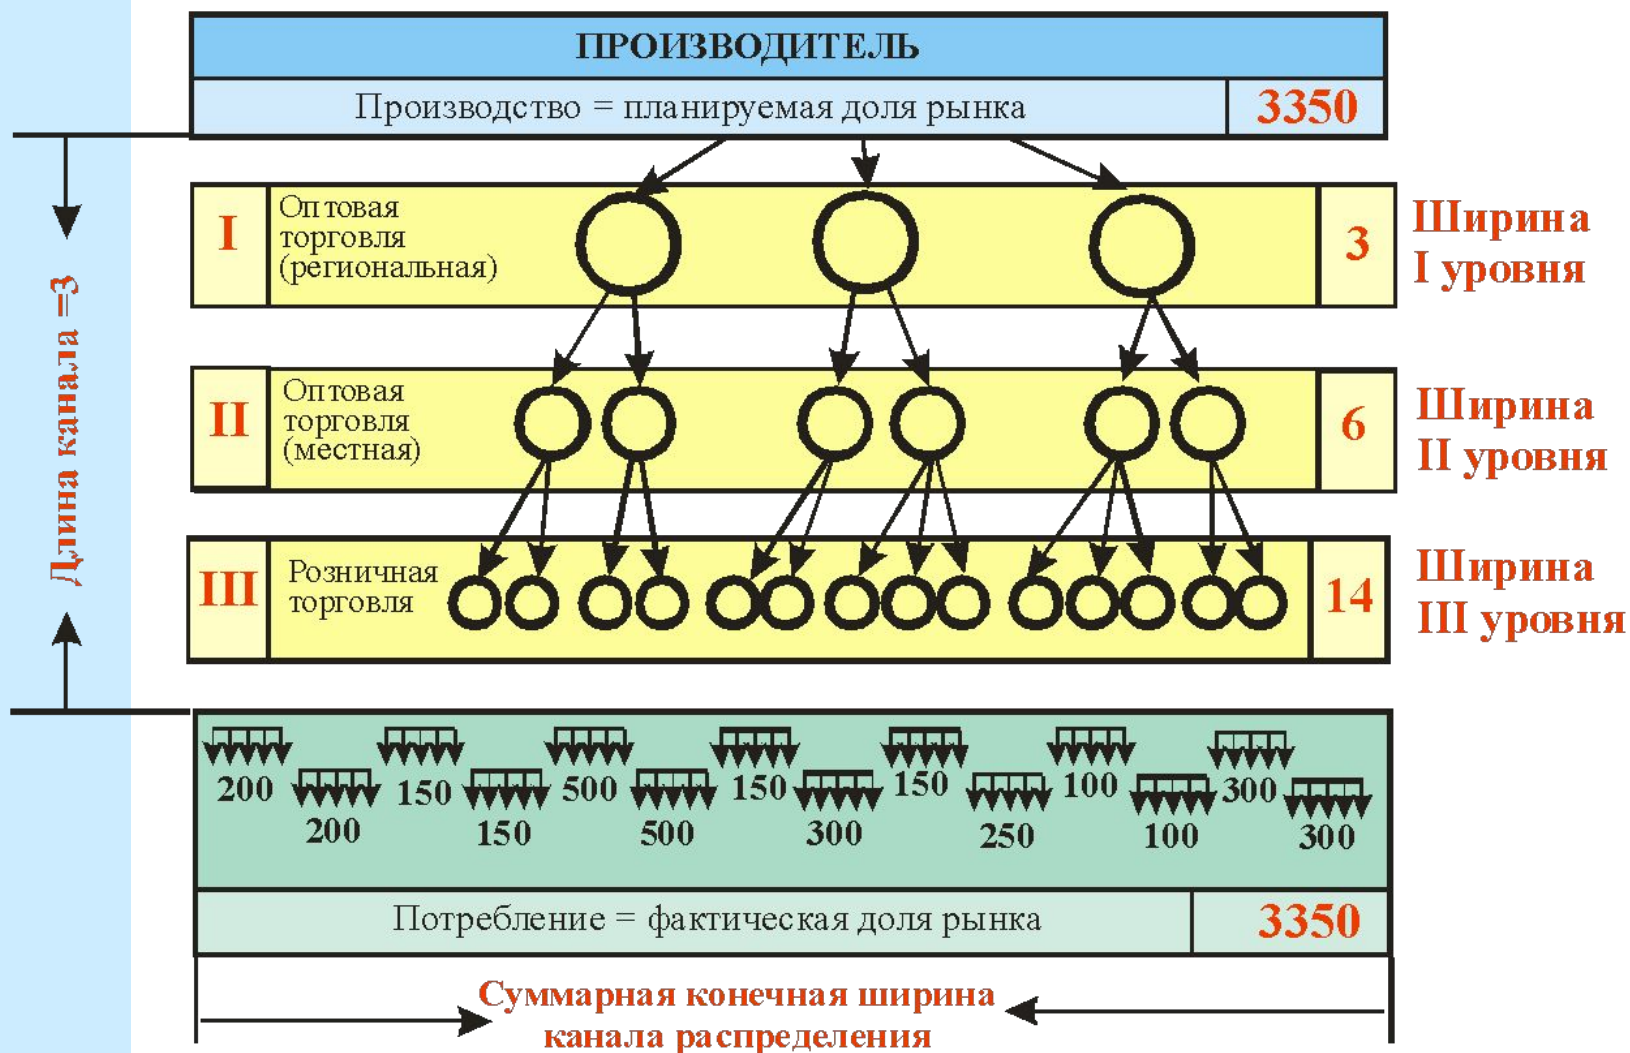 ПРОИЗВОДИТЕЛЬ
Производство = планируемая доля рынка
3350
Длина канала =3
I
Оптовая
торговля
(региональная)
3
Ширина
I уровня
II
Оптовая
торговля
(местная)
6
Ширина
II уровня
III
Розничная
торговля
14
Ширина
III уровня
200 150 500 150 150 100 300
200 150 500 300 250 100 300
Потребление = фактическая доля рынка
3350
Суммарная конечная ширина
канала распределения